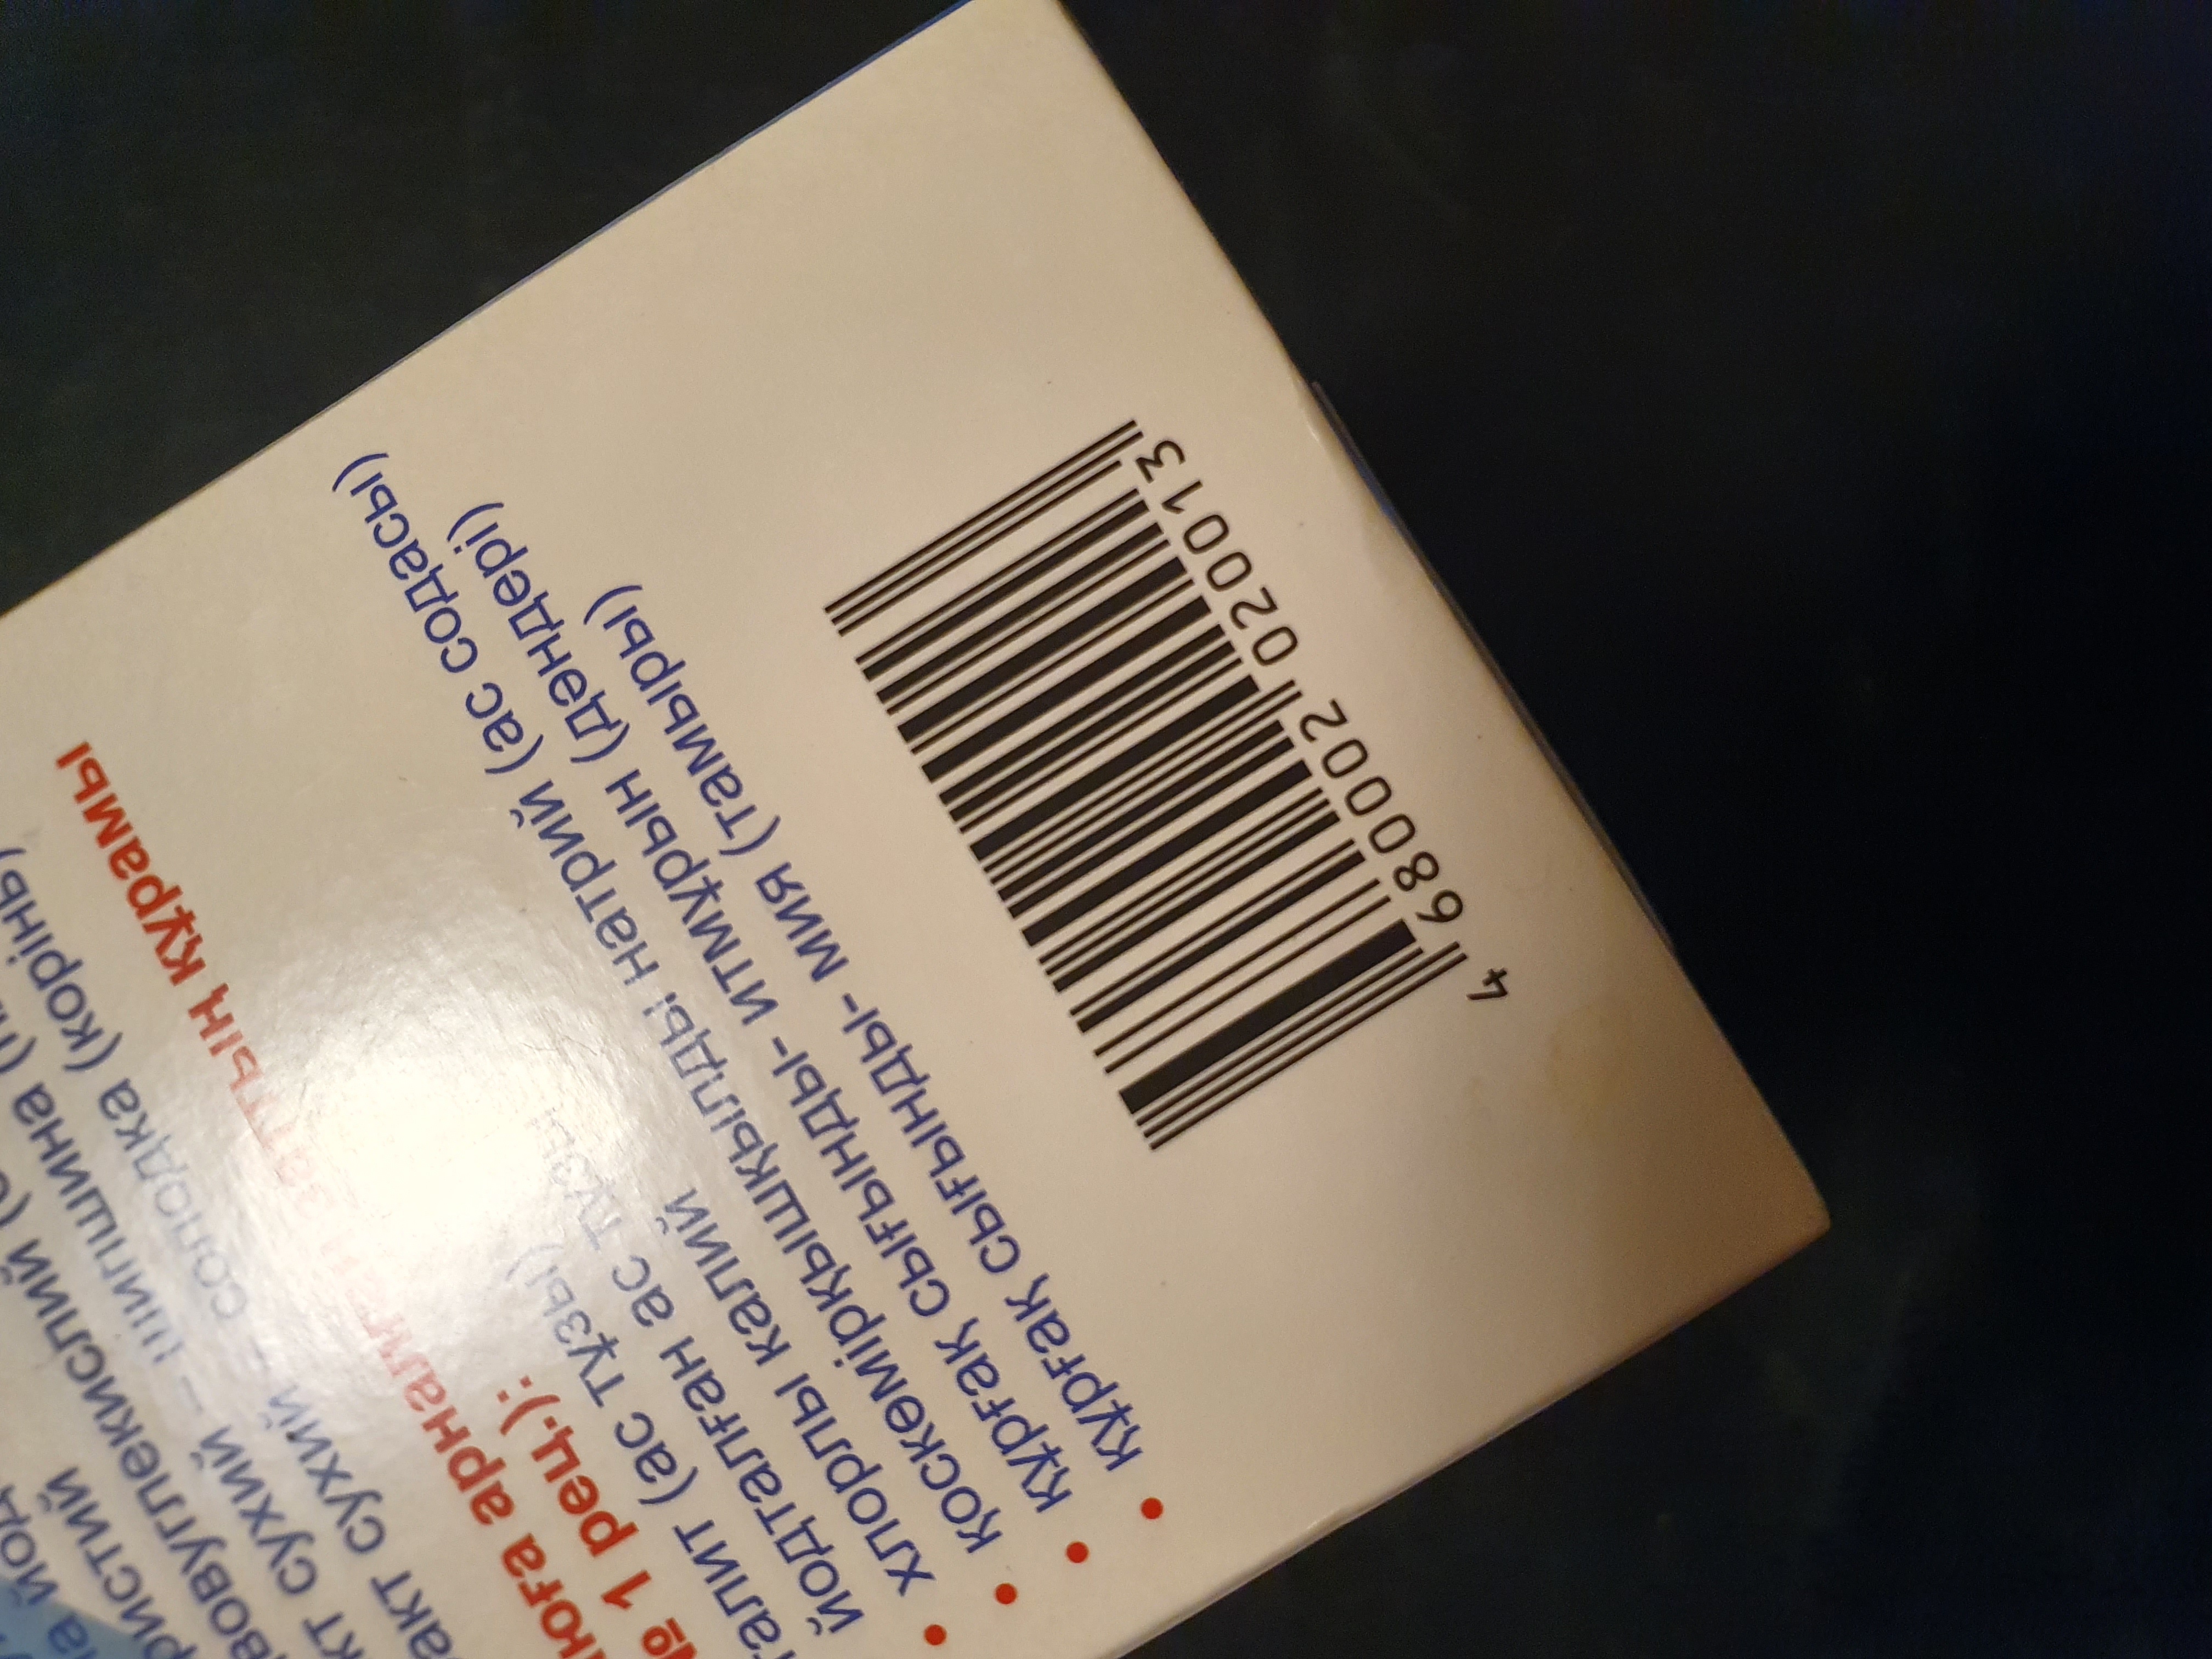 йод
ристий
двовуглекислий
кт сухий – шипшина
акт сухий – солодка (корінь)
юға арналған заттың құрамы
№ 1 рец.):
галит (ас тұзы)
йодталған ас тұзы
• хлорлы калий
• қоскөмірқышқылды натрий (ас содасы)
• құрғақ сығынды- итмұрын (дәндері)
• құрғақ сығынды- мия (тамыры)
4 680002 020013